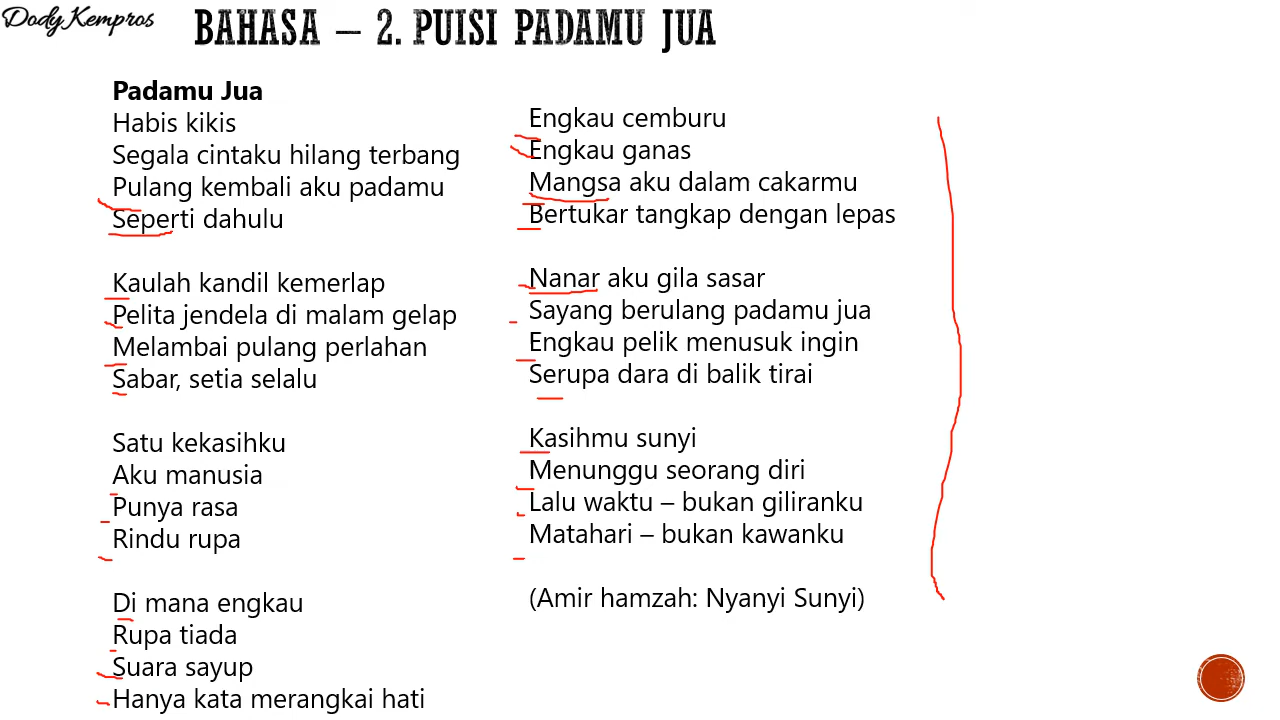 Dody Kempros
BAHASA – 2. PUISI PADAMU JUA
Padamu Jua
Habis kikis
Segala cintaku hilang terbang
Pulang kembali aku padamu
Seperti dahulu
Kaulah kandil kemerlap
Pelita jendela di malam gelap
Melambai pulang perlahan
Sabar, setia selalu
Satu kekasihku
Aku manusia
Punya rasa
Rindu rupa
Di mana engkau
Rupa tiada
Suara sayup
Hanya kata merangkai hati
Engkau cemburu
Engkau ganas
Mangsa aku dalam cakarmu
Bertukar tangkap dengan lepas
Nanar aku gila sasar
Sayang berulang padamu jua
Engkau pelik menusuk ingin
Serupa dara di balik tirai
Kasihmu sunyi
Menunggu seorang diri
Lalu waktu – bukan giliranku
Matahari – bukan kawanku
(Amir hamzah: Nyanyi Sunyi)